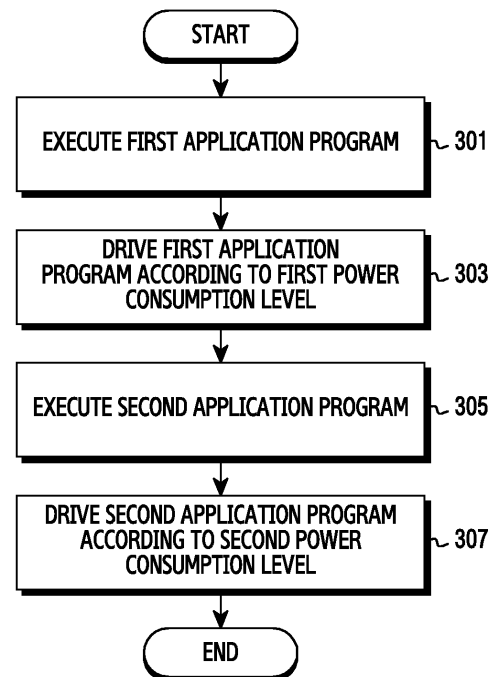 START
EXECUTE FIRST APPLICATION PROGRAM
301
DRIVE FIRST APPLICATION
PROGRAM ACCORDING TO FIRST POWER
CONSUMPTION LEVEL
303
EXECUTE SECOND APPLICATION PROGRAM
305
DRIVE SECOND APPLICATION PROGRAM
ACCORDING TO SECOND POWER
CONSUMPTION LEVEL
307
END